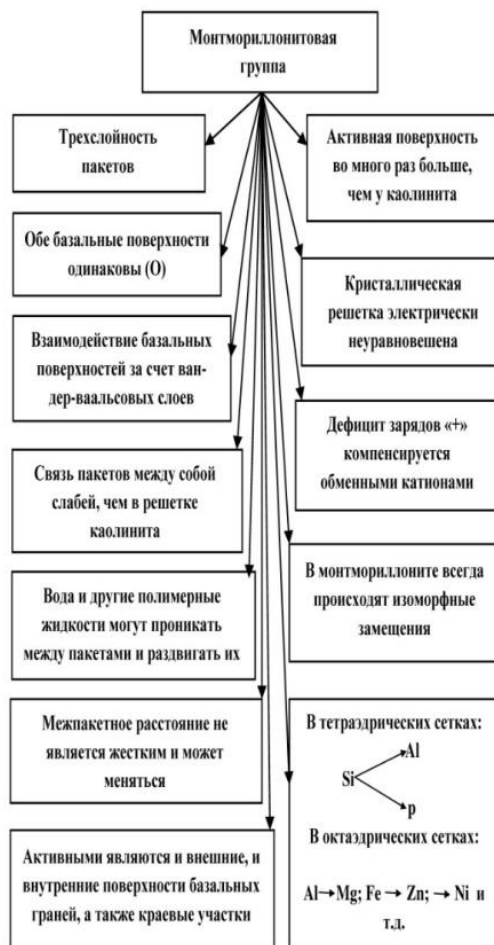 Монтмориллонитовая
группа
Трехслойность
пакетов
Обе базальные поверхности
одинаковы (О)
Взаимодействие базальных
поверхностей за счет ван-
дер-ваальсовых слоев
Связь пакетов между собой
слабей, чем в решетке
каолинита
Вода и другие полимерные
жидкости могут проникать
между пакетами и раздвигать их
Межпакетное расстояние не
является жестким и может
меняться
Активными являются и внешние, и
внутренние поверхности базальных
граней, а также краевые участки
Активная поверхность
во много раз больше,
чем у каолинита
Кристаллическая
решетка электрически
неуравновешена
Дефицит зарядов «+»
компенсируется
обменными катионами
В монтмориллоните всегда
происходят изоморфные
замещения
В тетраэдрических сетках:
Al
Si
p
В октаэдрических сетках:
Al→Mg; Fe → Zn; → Ni и
т.д.